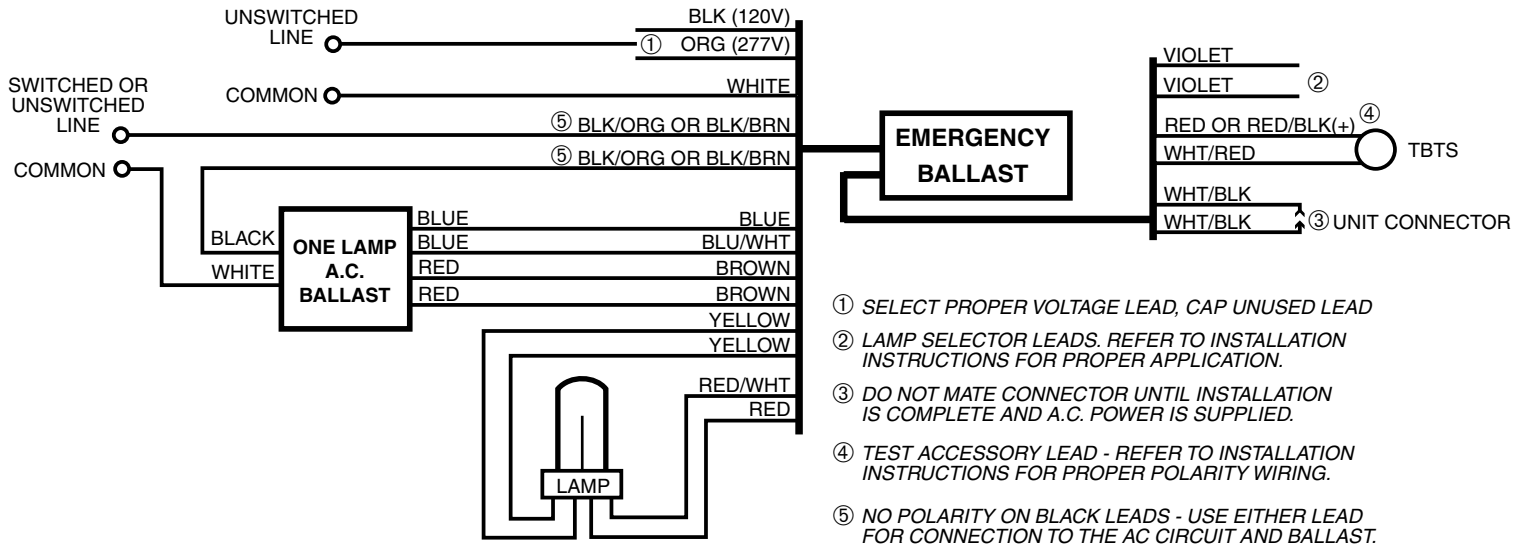 UNSWITCHED
LINE
BLK (120V)
① ORG (277V)
COMMON
WHITE
SWITCHED OR
UNSWITCHED
LINE
⑤ BLK/ORG OR BLK/BRN
COMMON
⑤ BLK/ORG OR BLK/BRN
BLACK
WHITE
ONE LAMP
A.C.
BALLAST
BLUE
BLUE
RED
RED
BLUE
BLU/WHT
BROWN
BROWN
YELLOW
YELLOW
RED/WHT
RED
LAMP
EMERGENCY
BALLAST
VIOLET
VIOLET
②
RED OR RED/BLK(+)
④
WHT/RED
TBTS
WHT/BLK
WHT/BLK
③ UNIT CONNECTOR
① SELECT PROPER VOLTAGE LEAD, CAP UNUSED LEAD
② LAMP SELECTOR LEADS. REFER TO INSTALLATION
INSTRUCTIONS FOR PROPER APPLICATION.
③ DO NOT MATE CONNECTOR UNTIL INSTALLATION
IS COMPLETE AND A.C. POWER IS SUPPLIED.
④ TEST ACCESSORY LEAD - REFER TO INSTALLATION
INSTRUCTIONS FOR PROPER POLARITY WIRING.
⑤ NO POLARITY ON BLACK LEADS - USE EITHER LEAD
FOR CONNECTION TO THE AC CIRCUIT AND BALLAST.